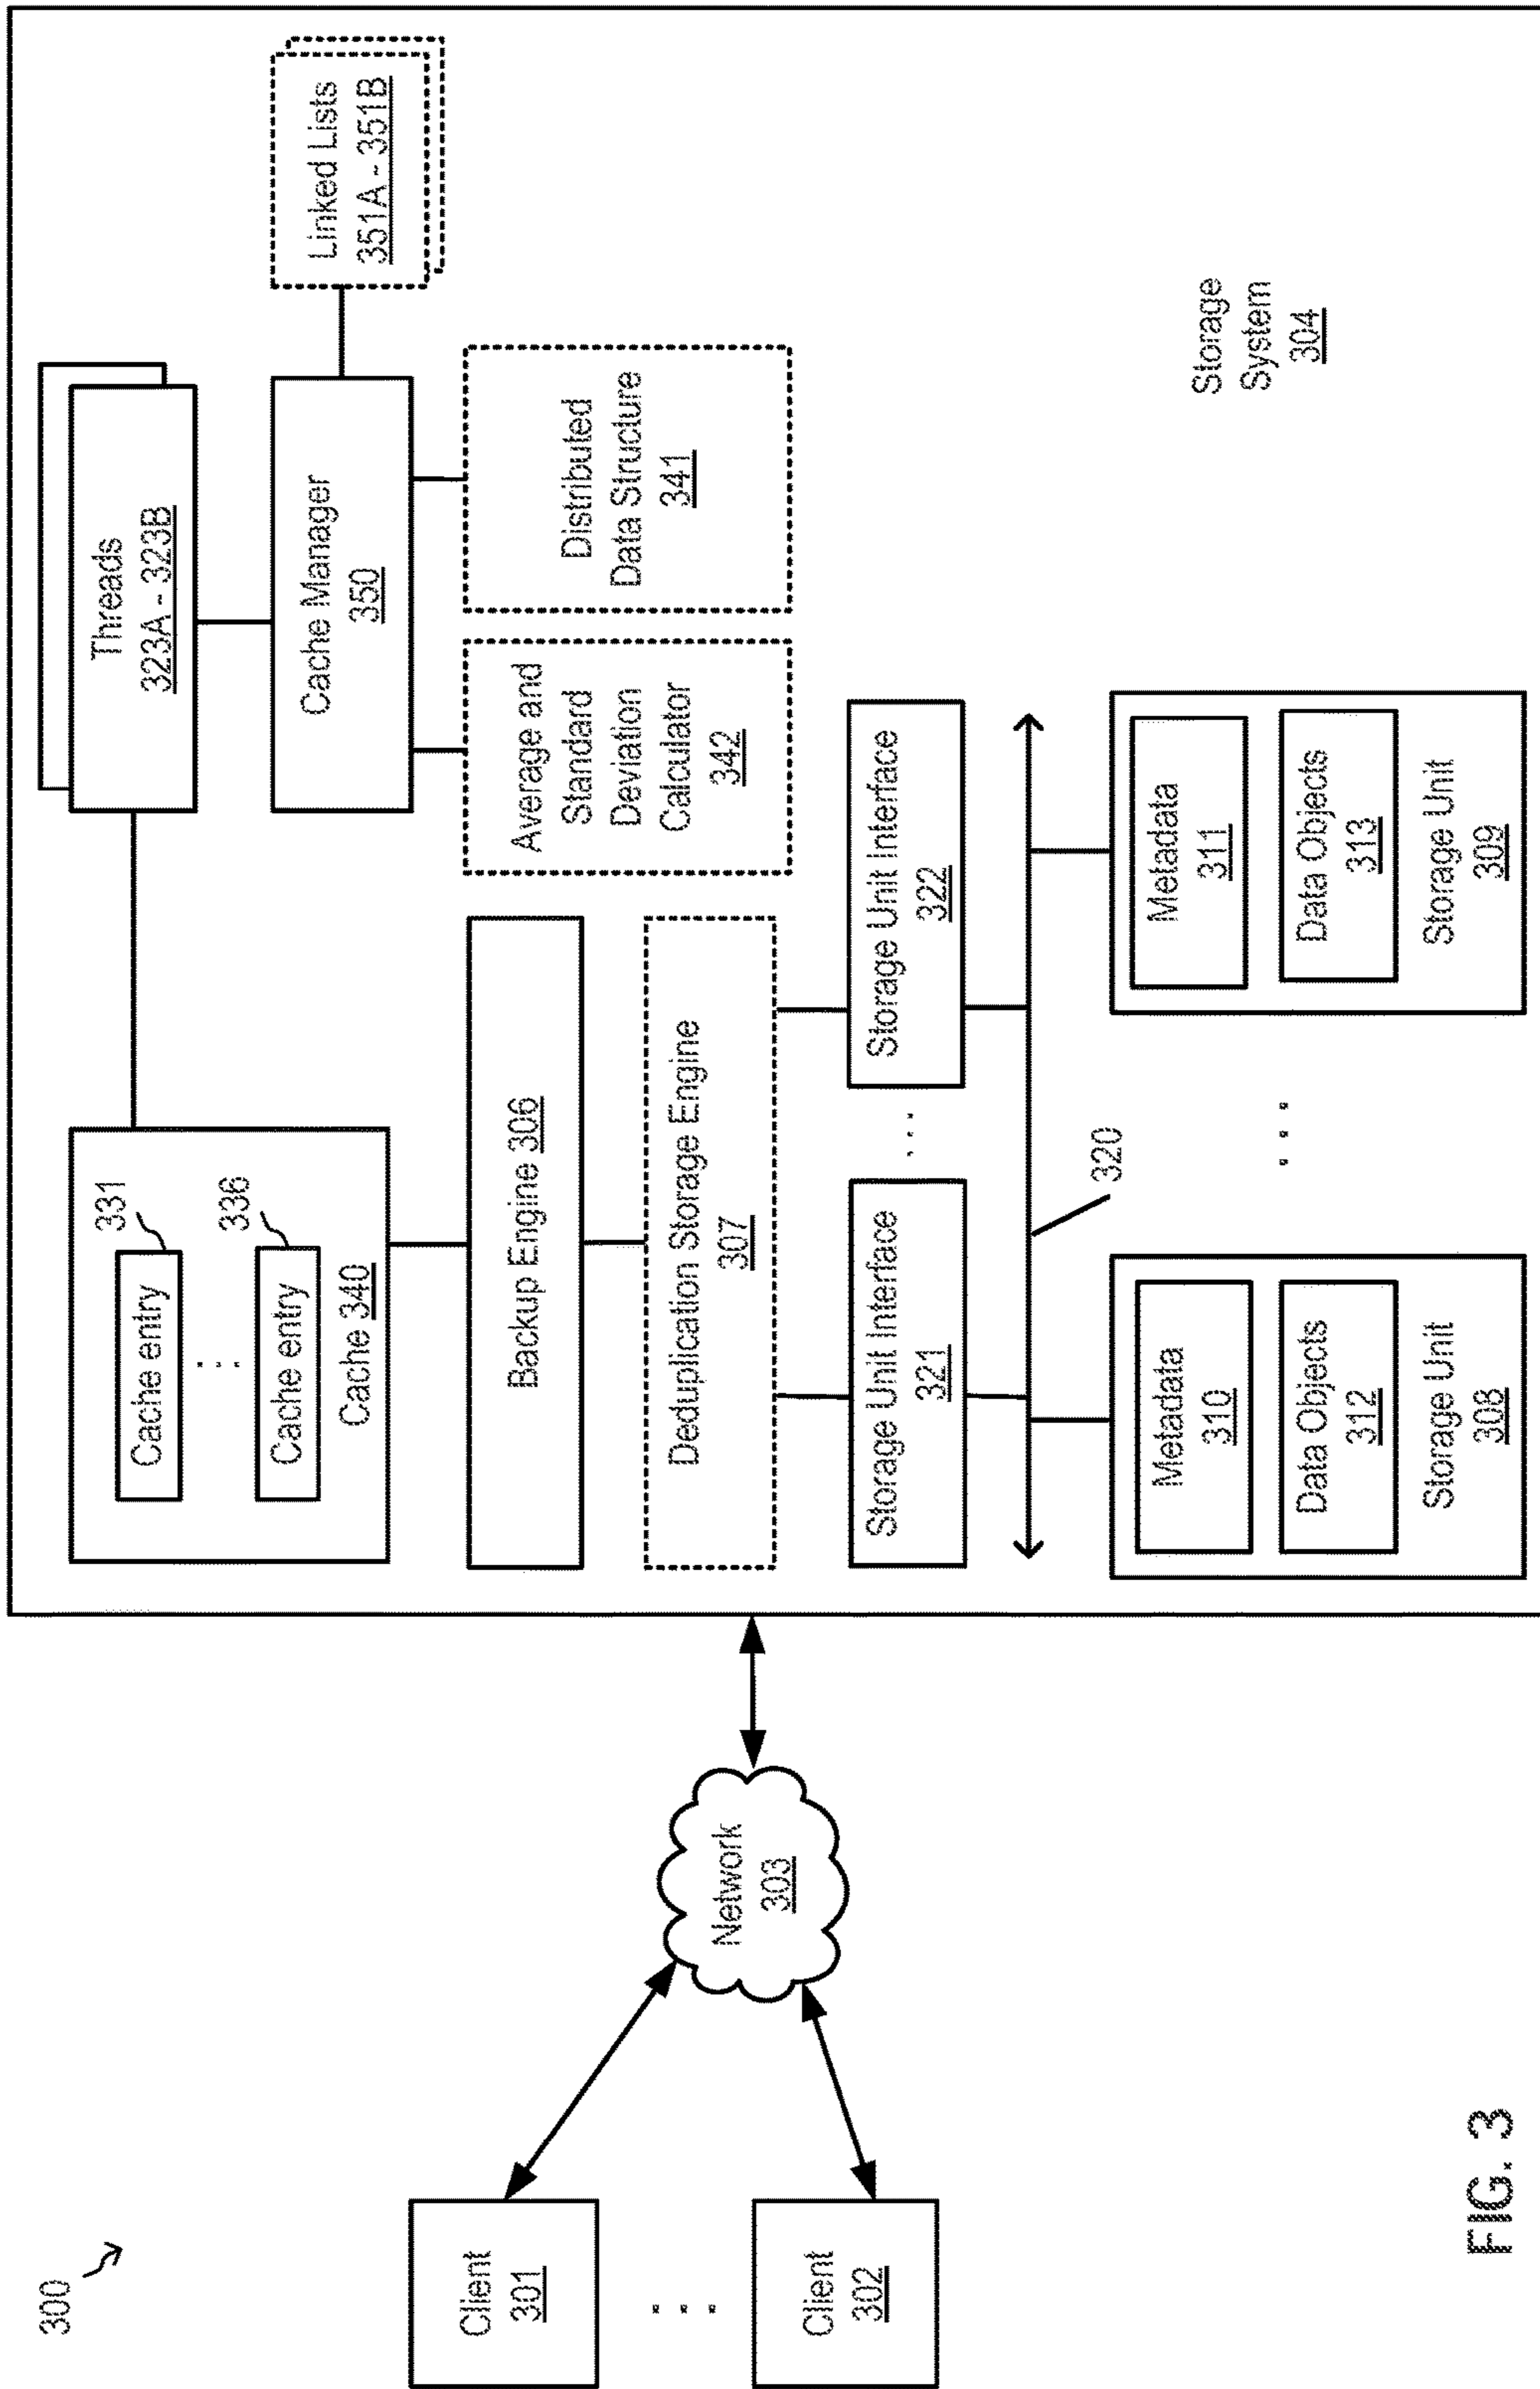 300
Client
301
. . .
Client
302
Network
303
Cache entry
331
. . .
Cache entry
336
Cache 340
Threads
323A - 323B
Cache Manager
350
Linked Lists
351A - 351B
Backup Engine 306
Average and
Standard
Deviation
Calculator
342
Distributed
Data Structure
341
Deduplication Storage Engine
307
Storage Unit Interface
321
. . .
Storage Unit Interface
322
320
Metadata
310
Data Objects
312
Storage Unit
308
. . .
Metadata
311
Data Objects
313
Storage Unit
309
Storage
System
304
FIG. 3